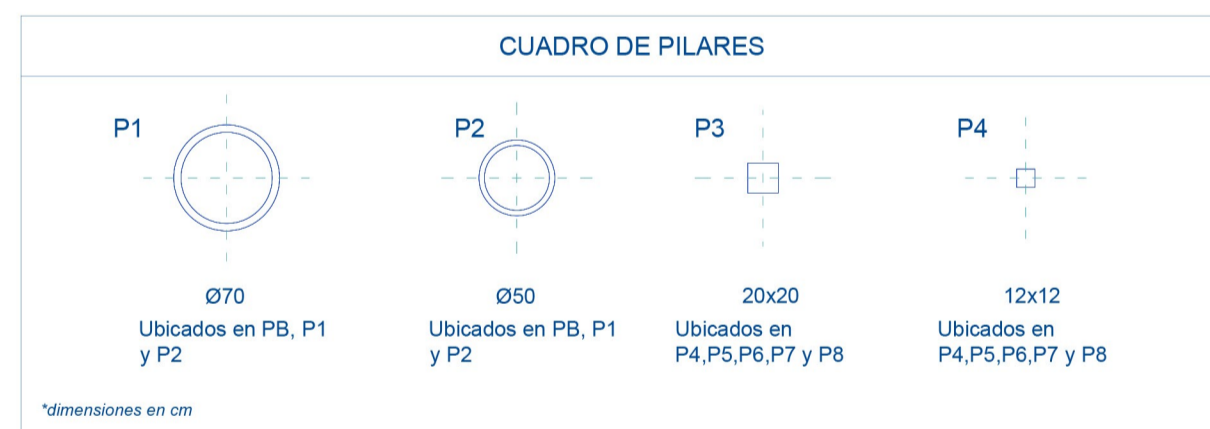 CUADRO DE PILARES
P1
Ø70
Ubicados en PB, P1
y P2
P2
Ø50
Ubicados en PB, P1
y P2
P3
20x20
Ubicados en
P4,P5,P6,P7 y P8
P4
12x12
Ubicados en
P4,P5,P6,P7 y P8
*dimensiones en cm